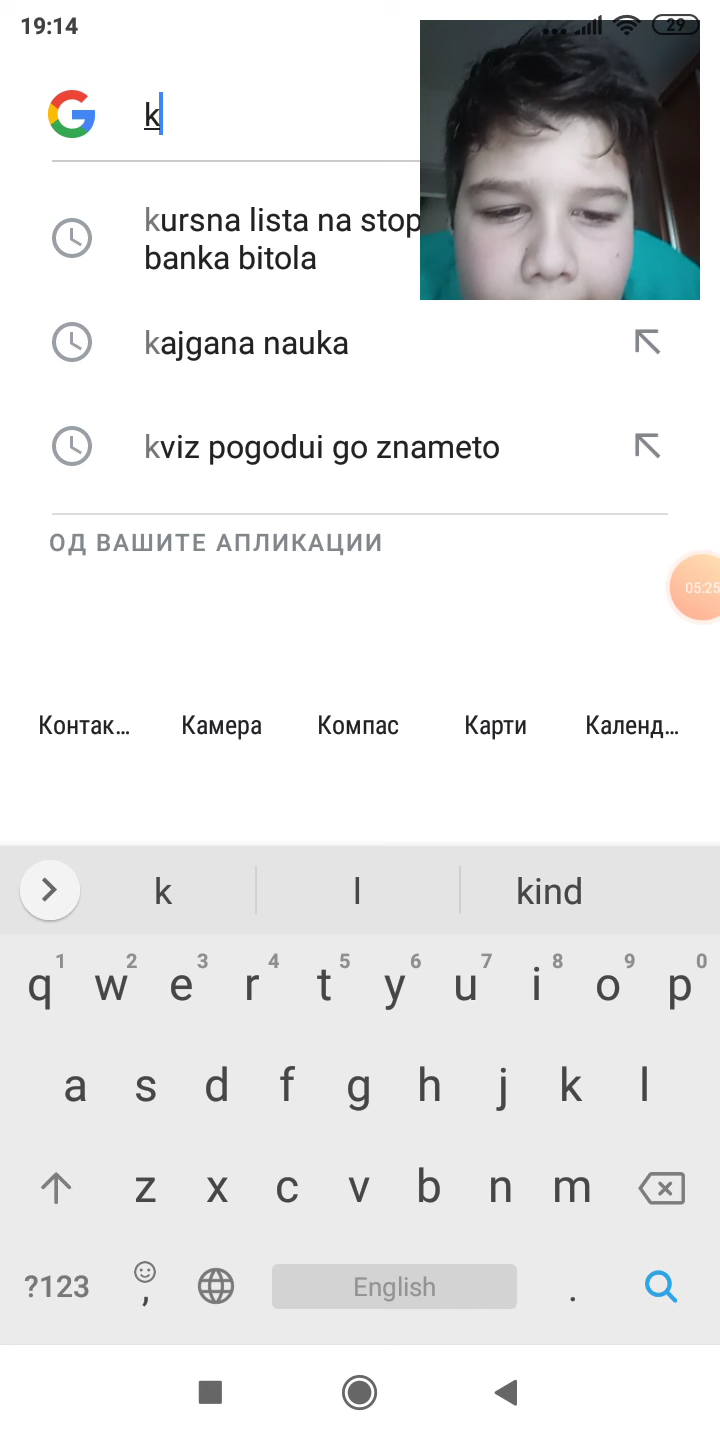 19:14
29
k
kursna lista na stop
banka bitola
kajgana nauka
kviz pogodui go znameto
ОД ВАШИТЕ АПЛИКАЦИИ
05:25
Контак... Камера Компас Карти Календ...
k l kind
1 2 3 4 5 6 7 8 9 0
q w e r t y u i o p
a s d f g h j k l
z x c v b n m
?123 , English .